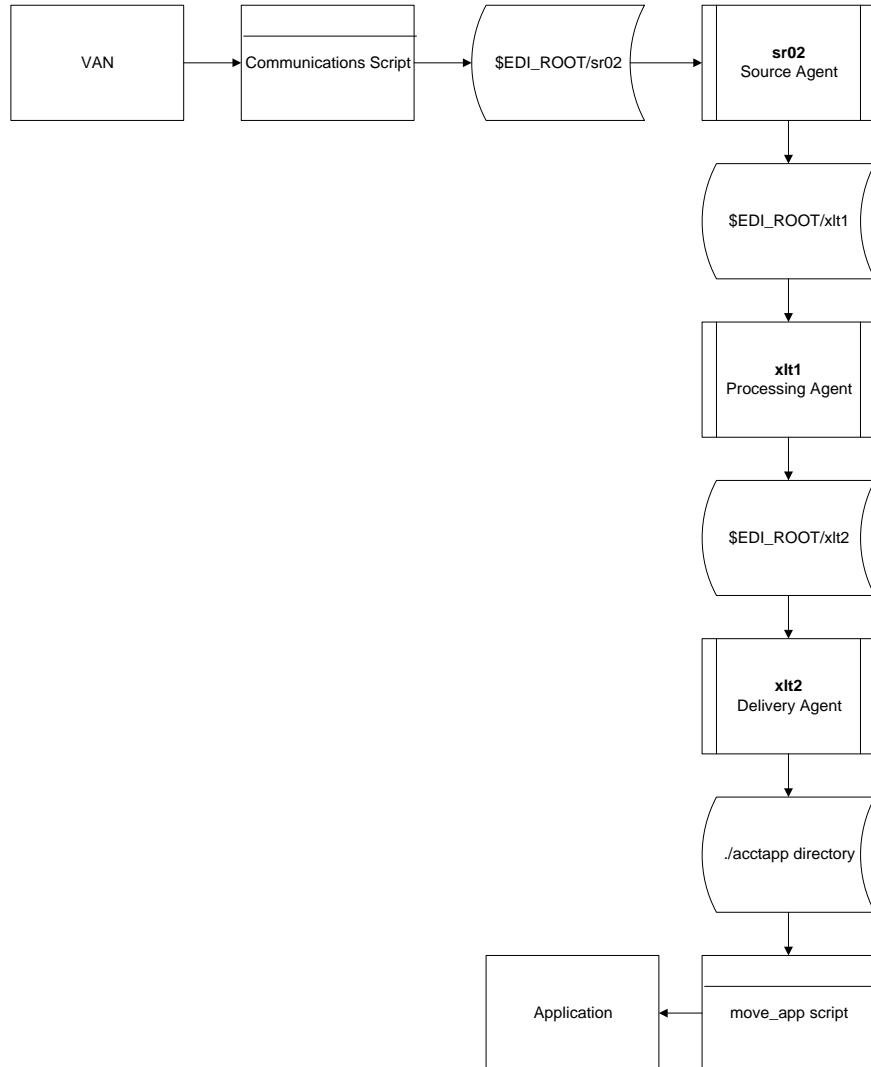 VAN
Communications Script
$EDI_ROOT/sr02
sr02
Source Agent
$EDI_ROOT/xlt1
xlt1
Processing Agent
$EDI_ROOT/xlt2
xlt2
Delivery Agent
./acctapp directory
Application
move_app script